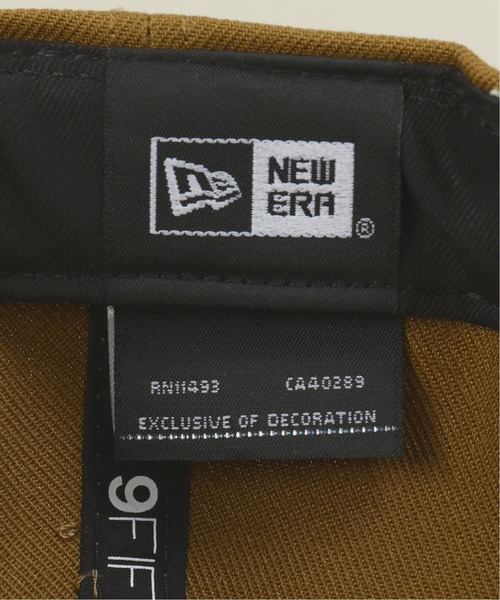 NEW
ERA
®
RN11493 CA40289
EXCLUSIVE OF DECORATION
9FIF